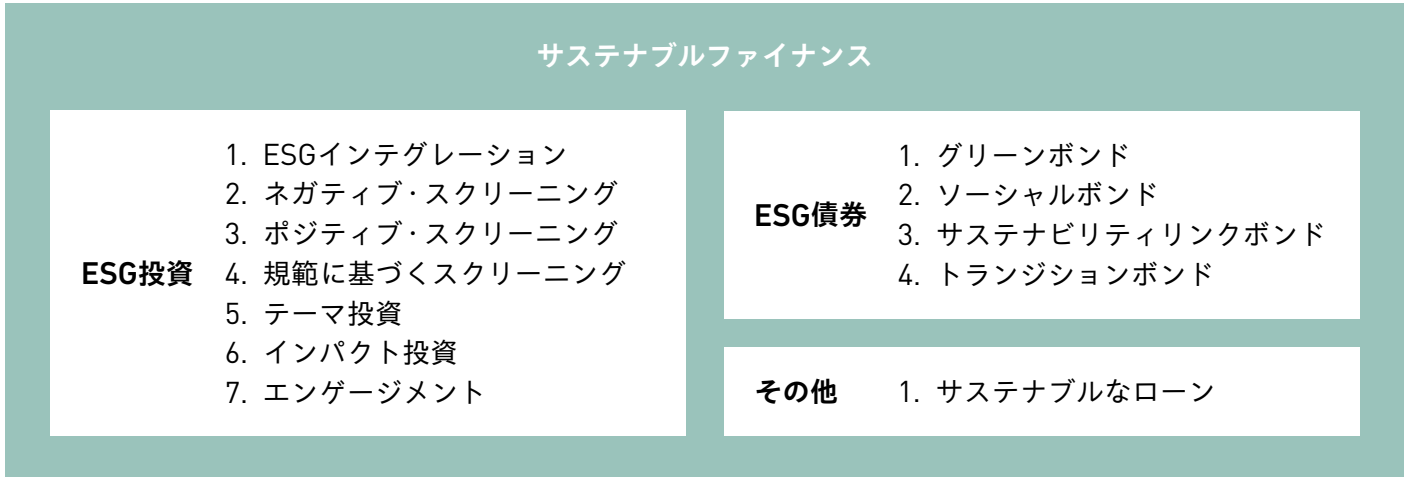 サステナブルファイナンス
ESG投資
1. ESGインテグレーション
2. ネガティブ・スクリーニング
3. ポジティブ・スクリーニング
4. 規範に基づくスクリーニング
5. テーマ投資
6. インパクト投資
7. エンゲージメント
ESG債券
1. グリーンボンド
2. ソーシャルボンド
3. サステナビリティリンクボンド
4. トランジションボンド
その他
1. サステナブルなローン